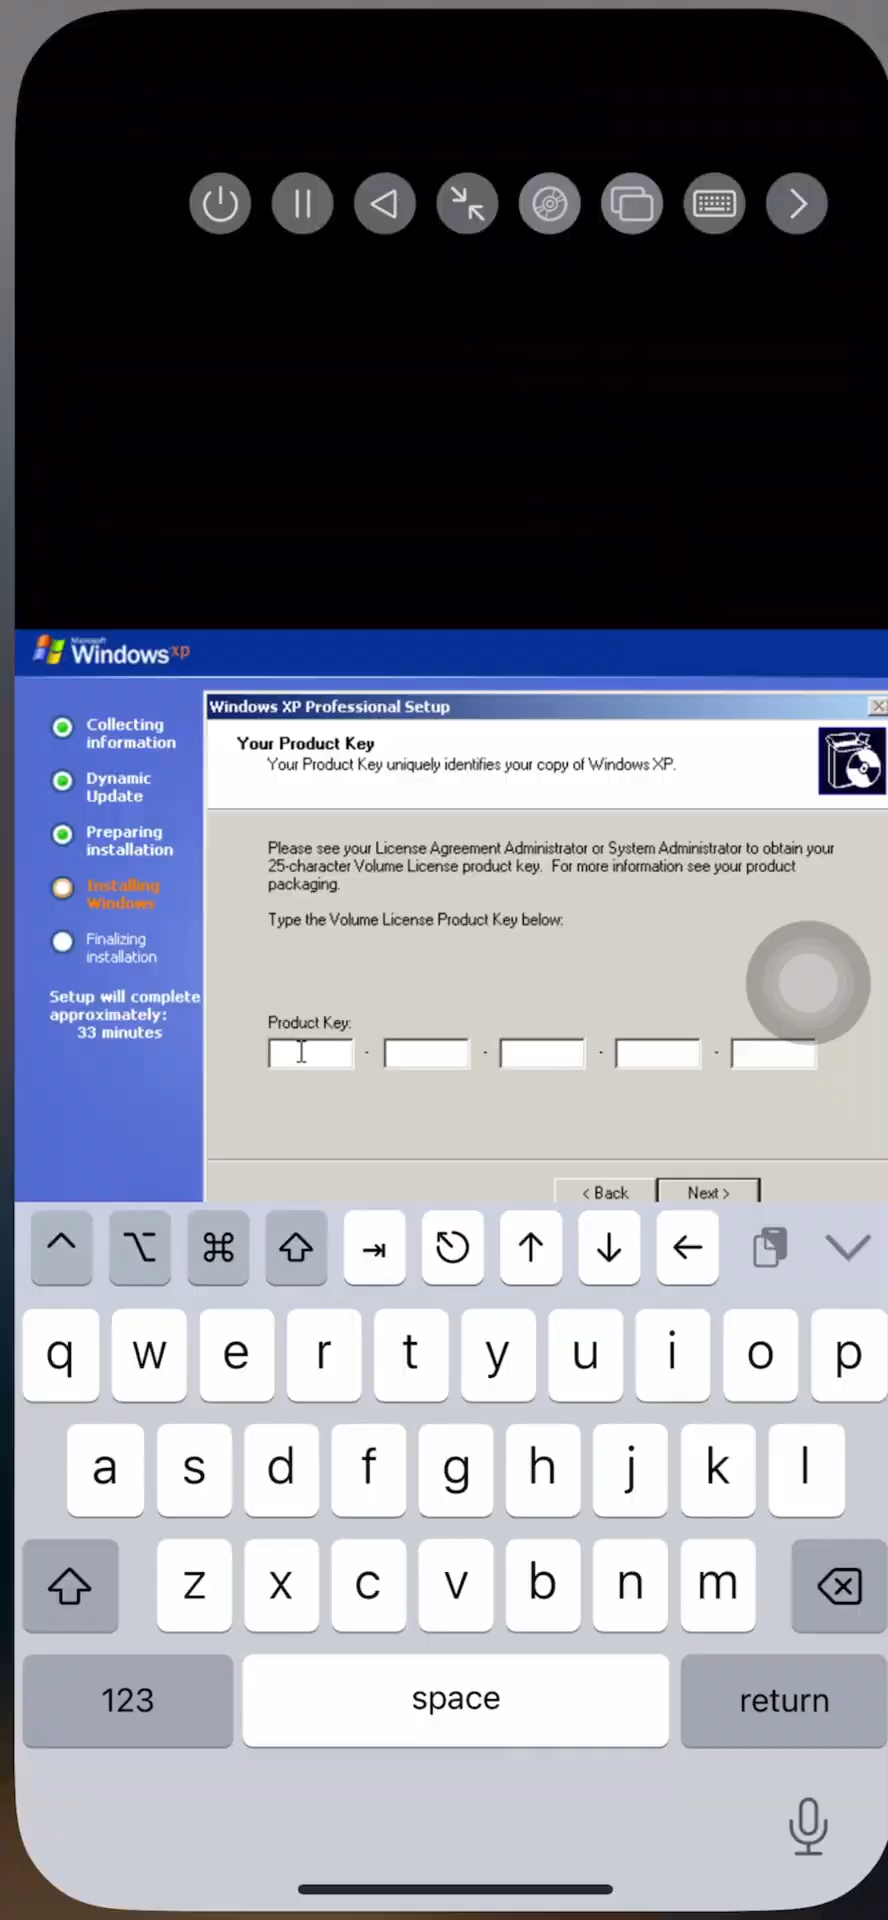 Microsoft
Windows xp
Windows XP Professional Setup
Collecting
information
Dynamic
Update
Preparing
installation
Installing
Windows
Finalizing
installation
Setup will complete
approximately:
33 minutes
Your Product Key
Your Product Key uniquely identifies your copy of Windows XP.
Please see your License Agreement Administrator or System Administrator to obtain your
25-character Volume License product key. For more information see your product
packaging.
Type the Volume License Product Key below:
Product Key:
- - - -
< Back Next >
q w e r t y u i o p
a s d f g h j k l
z x c v b n m
123 space return